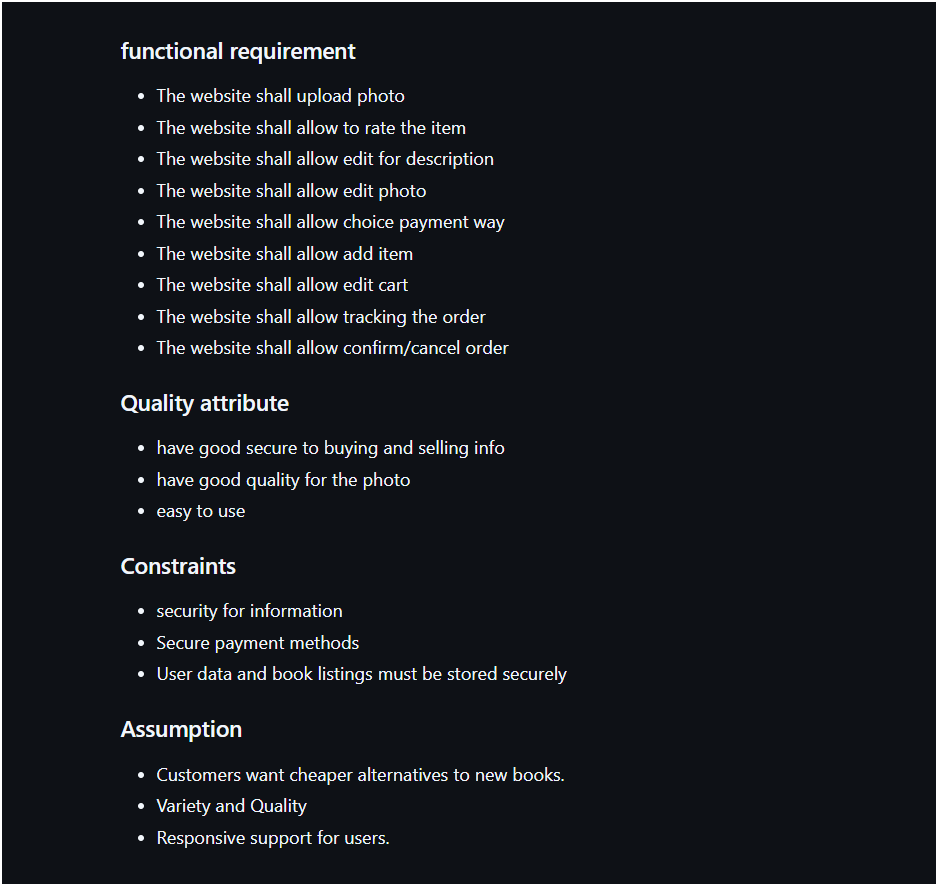 functional requirement
The website shall upload photo
The website shall allow to rate the item
The website shall allow edit for description
The website shall allow edit photo
The website shall allow choice payment way
The website shall allow add item
The website shall allow edit cart
The website shall allow tracking the order
The website shall allow confirm/cancel order
Quality attribute
have good secure to buying and selling info
have good quality for the photo
easy to use
Constraints
security for information
Secure payment methods
User data and book listings must be stored securely
Assumption
Customers want cheaper alternatives to new books.
Variety and Quality
Responsive support for users.